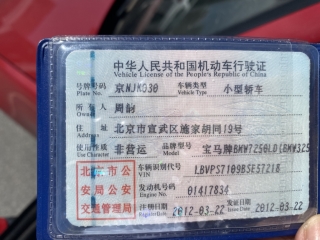 中华人民共和国机动车行驶证
Vehicle License of the People's Republic of China
号牌号码 京NJK030 车辆类型 小型轿车
Plate No. Vehicle Type
所有人 周
Owner
住址 北京市宣武区施家胡同19号
Address
使用性质 非营运 品牌型号 宝马牌BMW7250LD(BMW325
Use Character Model
北京市公 车辆识别代号 LBVPS7109BSE57218
VIN
安局公安 发动机号码 01417834
Engine No.
交通管理局 注册日期 2012-03-22 发证日期 2012-03-22
Register Date Issue Date